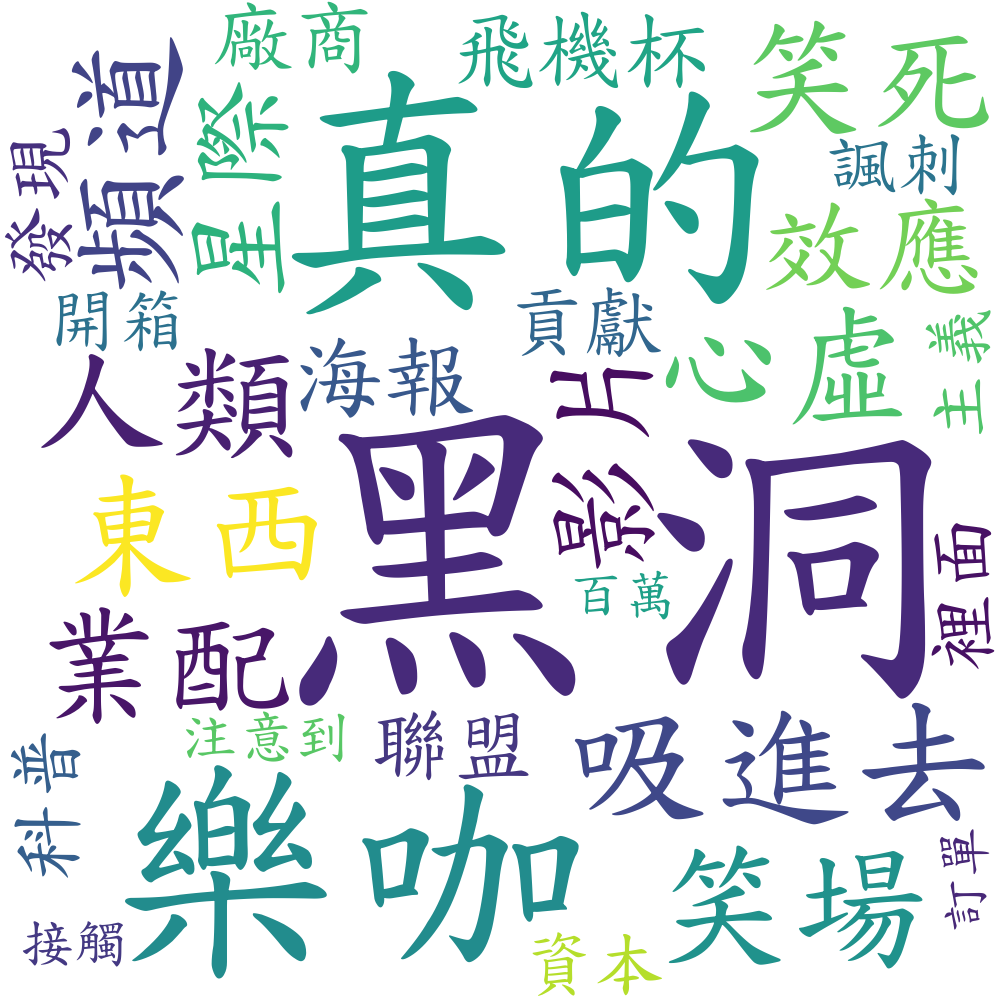 廠商
飛機杯
笑死
頻道
發現
星際
真的
諷刺
效應
開箱
貢獻
心虛
主義
人類
海報
影片
黑洞
東西
百萬
裡面
業配
注意到
聯盟
吸進去
科普
樂咖
笑場
訂單
接觸
資本